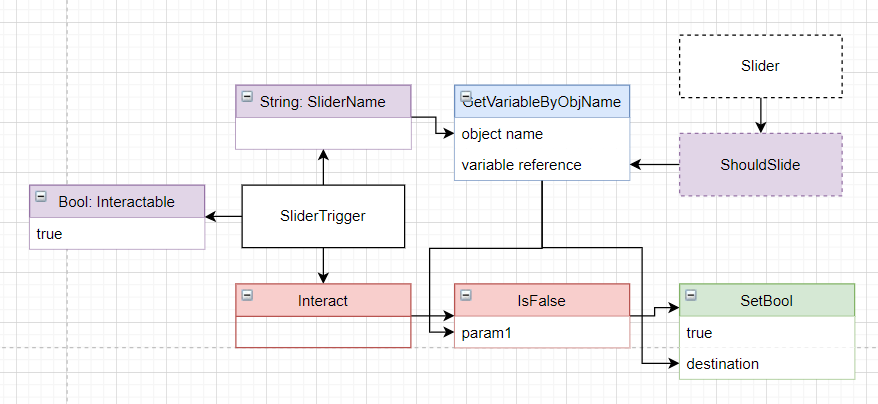 Slider
String: SliderName
GetVariableByObjName
object name
variable reference
ShouldSlide
Bool: Interactable
true
SliderTrigger
Interact
IsFalse
param1
SetBool
true
destination